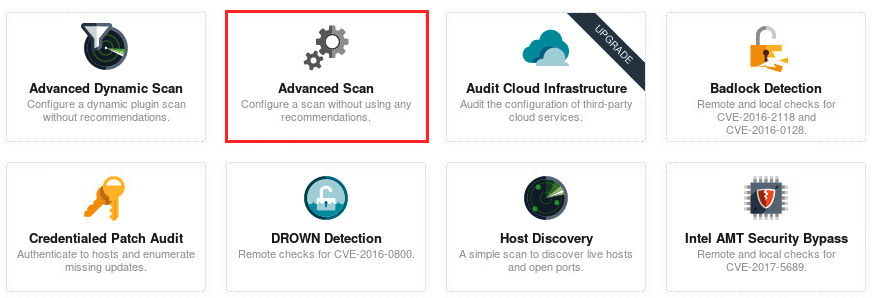 UPGRADE
Advanced Dynamic Scan
Configure a dynamic plugin scan
without recommendations.
Advanced Scan
Configure a scan without using any
recommendations.
Audit Cloud Infrastructure
Audit the configuration of third-party
cloud services.
Badlock Detection
Remote and local checks for
CVE-2016-2118 and
CVE-2016-0128.
Credentialed Patch Audit
Authenticate to hosts and enumerate
missing updates.
DROWN Detection
Remote checks for CVE-2016-0800.
Host Discovery
A simple scan to discover live hosts
and open ports.
Intel AMT Security Bypass
Remote and local checks for
CVE-2017-5689.